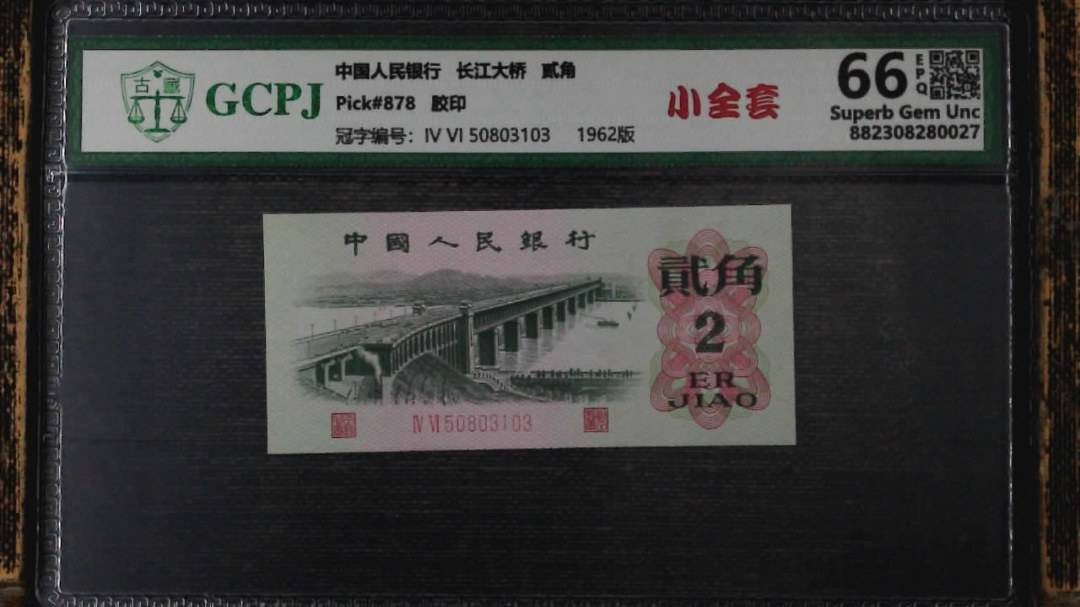 古藏
GCPJ
中国人民银行 长江大桥 贰角
Pick#878 胶印
冠字编号：IV VI 50803103 1962版
小全套
66 EPQ
Superb Gem Unc
882308280027
中國人民銀行
貳角
2
ER
JIAO
IV VI 50803103